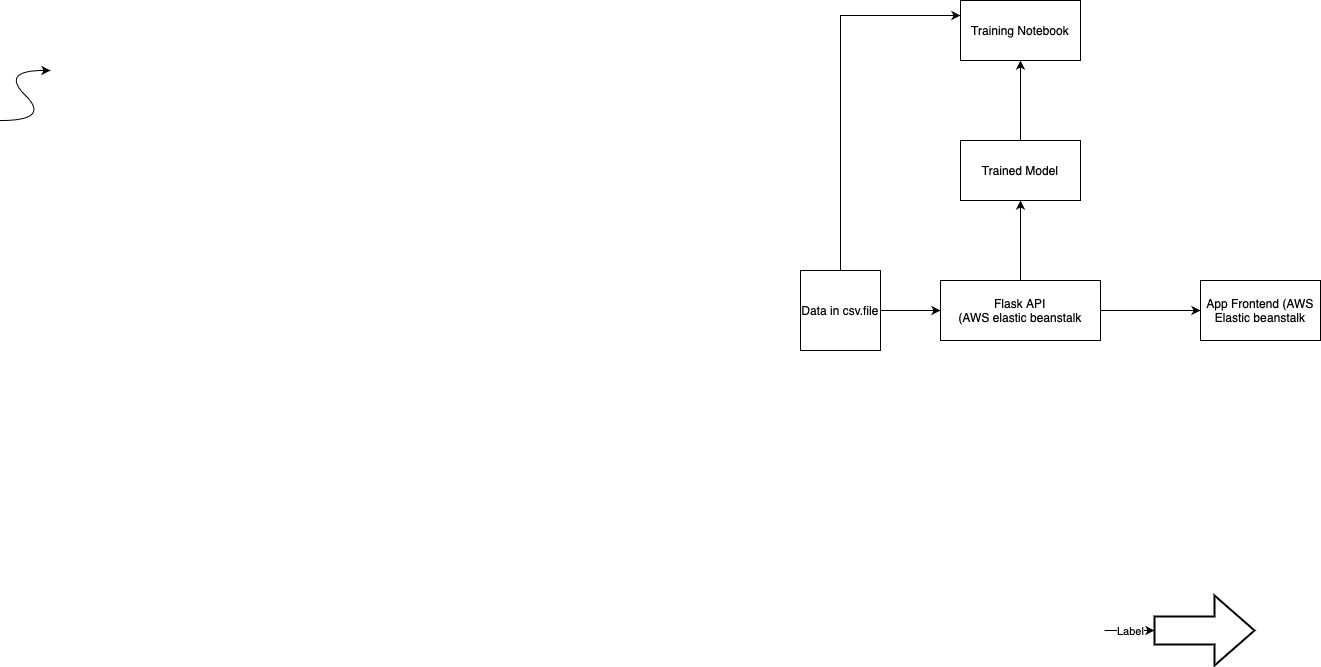 Training Notebook
Trained Model
Data in csv.file
Flask API
(AWS elastic beanstalk
App Frontend (AWS
Elastic beanstalk
Label